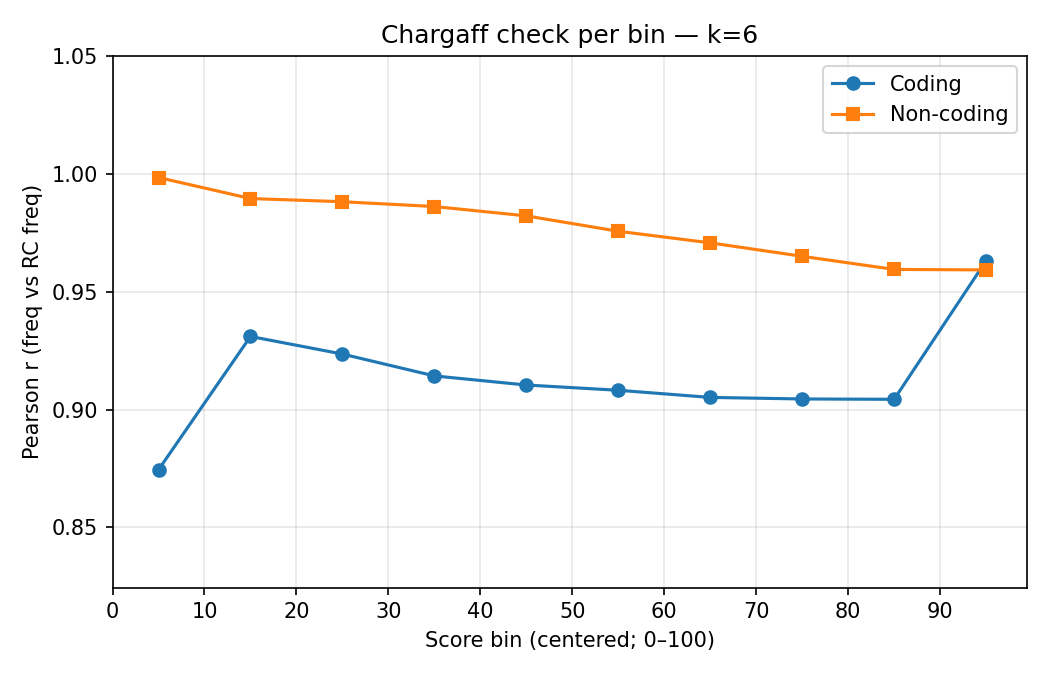 Chargaff check per bin — k=6
Coding
Non-coding
Pearson r (freq vs RC freq)
1.05
1.00
0.95
0.90
0.85
0 10 20 30 40 50 60 70 80 90
Score bin (centered; 0–100)